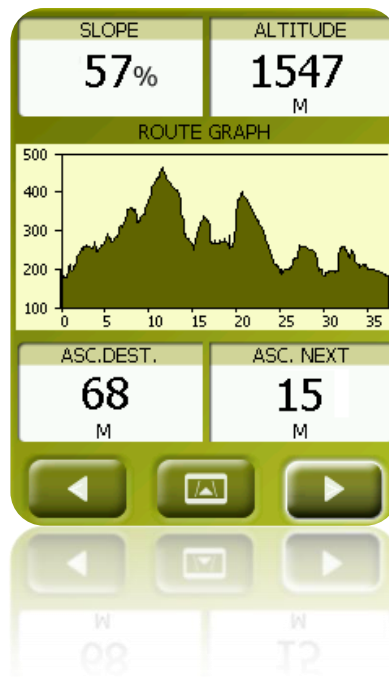 SLOPE ALTITUDE
57% 1547
M
ROUTE GRAPH
500
400
300
200
100
0 5 10 15 20 25 30 35
ASC.DEST. ASC. NEXT
68 15
M M